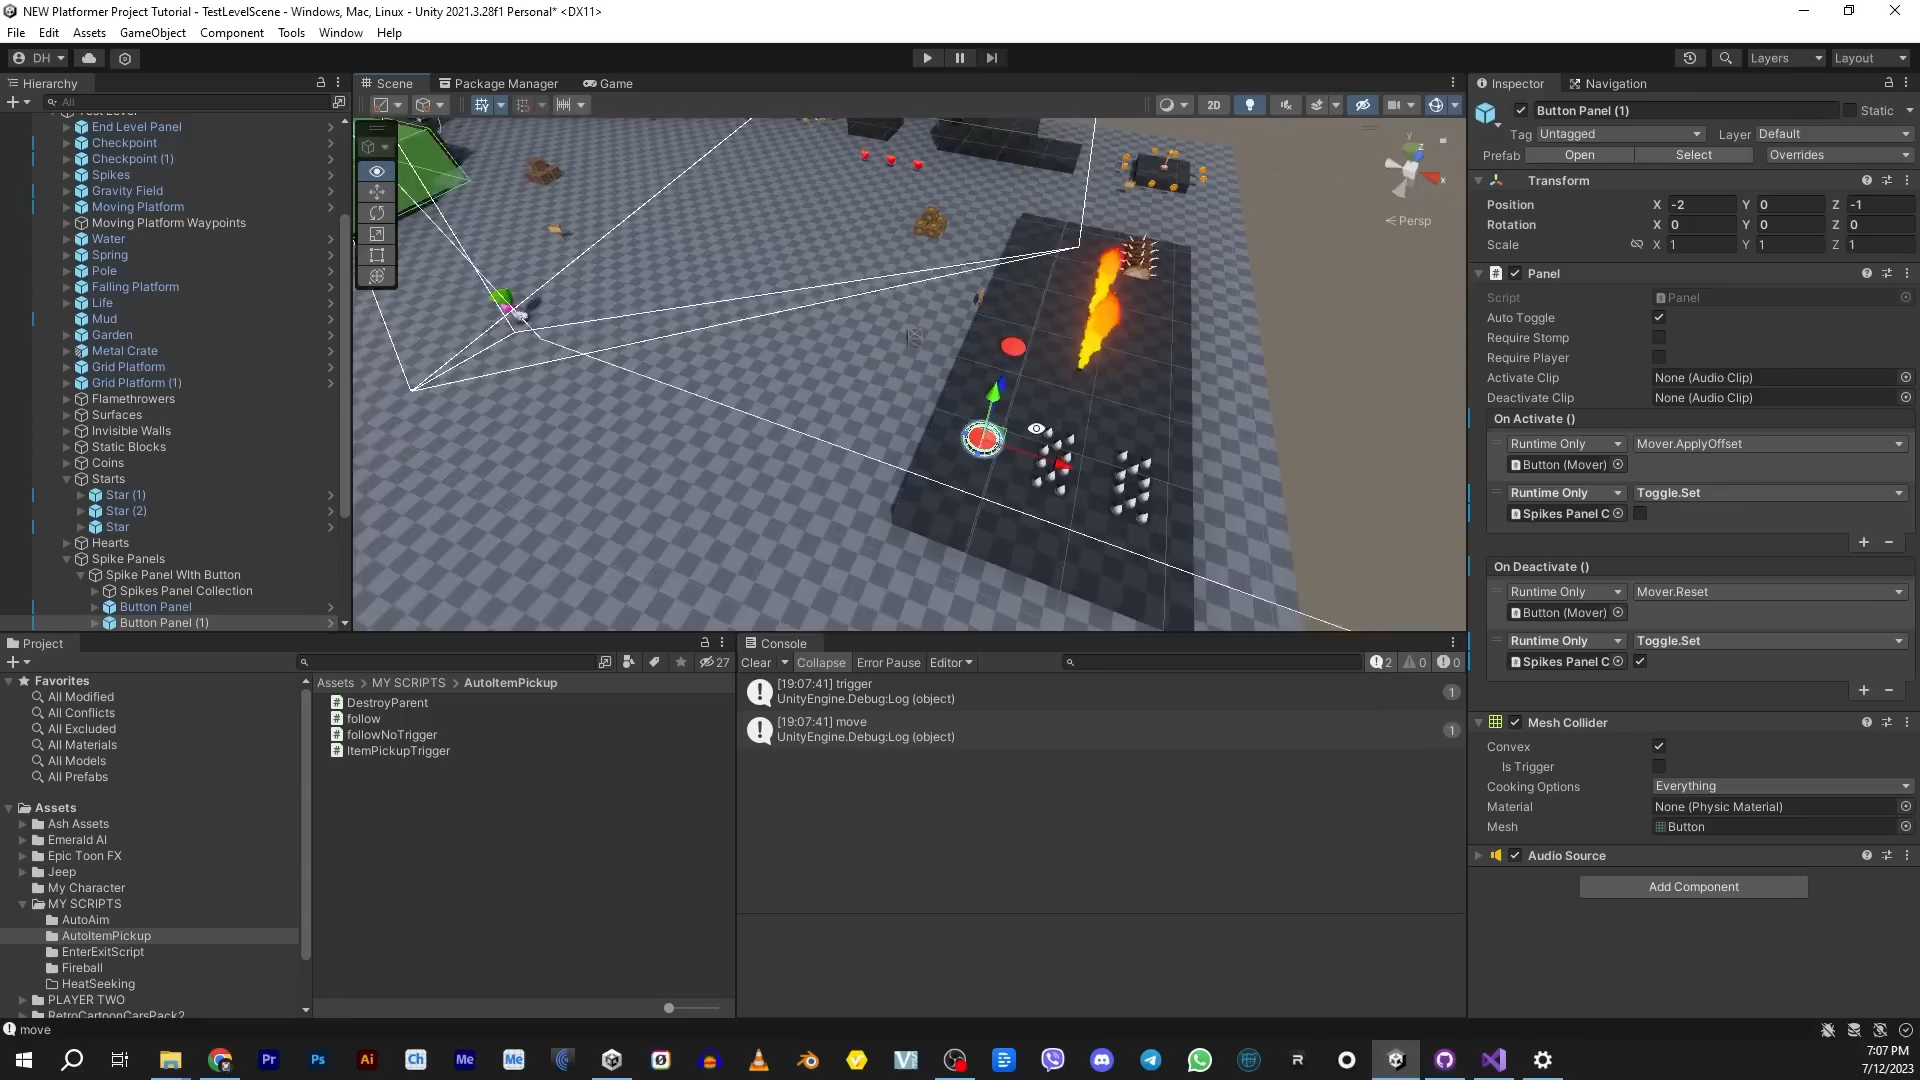 NEW Platformer Project Tutorial - TestLevelScene - Windows, Mac, Linux - Unity 2021.3.28f1 Personal* <DX11>
File Edit Assets GameObject Component Tools Window Help
DH Layers Layout
Hierarchy
All
End Level Panel
Checkpoint
Checkpoint (1)
Spikes
Gravity Field
Moving Platform
Moving Platform Waypoints
Water
Spring
Pole
Falling Platform
Life
Mud
Garden
Metal Crate
Grid Platform
Grid Platform (1)
Flamethrowers
Surfaces
Invisible Walls
Static Blocks
Coins
Starts
Star (1)
Star (2)
Star
Hearts
Spike Panels
Spike Panel WIth Button
Spikes Panel Collection
Button Panel
Button Panel (1)
Scene Package Manager Game
2D
y
z
x
< Persp
Inspector Navigation
Button Panel (1) Static
Tag Untagged Layer Default
Prefab Open Select Overrides
Transform
Position X -2 Y 0 Z -1
Rotation X 0 Y 0 Z 0
Scale X 1 Y 1 Z 1
# Panel
Script Panel
Auto Toggle
Require Stomp
Require Player
Activate Clip None (Audio Clip)
Deactivate Clip None (Audio Clip)
On Activate ()
Runtime Only Mover.ApplyOffset
Button (Mover)
Runtime Only Toggle.Set
Spikes Panel C
On Deactivate ()
Runtime Only Mover.Reset
Button (Mover)
Runtime Only Toggle.Set
Spikes Panel C
Mesh Collider
Convex
Is Trigger
Cooking Options Everything
Material None (Physic Material)
Mesh Button
Audio Source
Add Component
Project
27
Favorites
All Modified
All Conflicts
All Excluded
All Materials
All Models
All Prefabs
Assets
Ash Assets
Emerald AI
Epic Toon FX
Jeep
My Character
MY SCRIPTS
AutoAim
AutoItemPickup
EnterExitScript
Fireball
HeatSeeking
PLAYER TWO
RetroCartoonCarsPack2
Assets > MY SCRIPTS > AutoItemPickup
DestroyParent
follow
followNoTrigger
ItemPickupTrigger
Console
Clear Collapse Error Pause Editor 2 0 0
[19:07:41] trigger
UnityEngine.Debug:Log (object)
1
[19:07:41] move
UnityEngine.Debug:Log (object)
1
move
Pr Ps Ai Ch Me Me
7:07 PM
7/12/2023